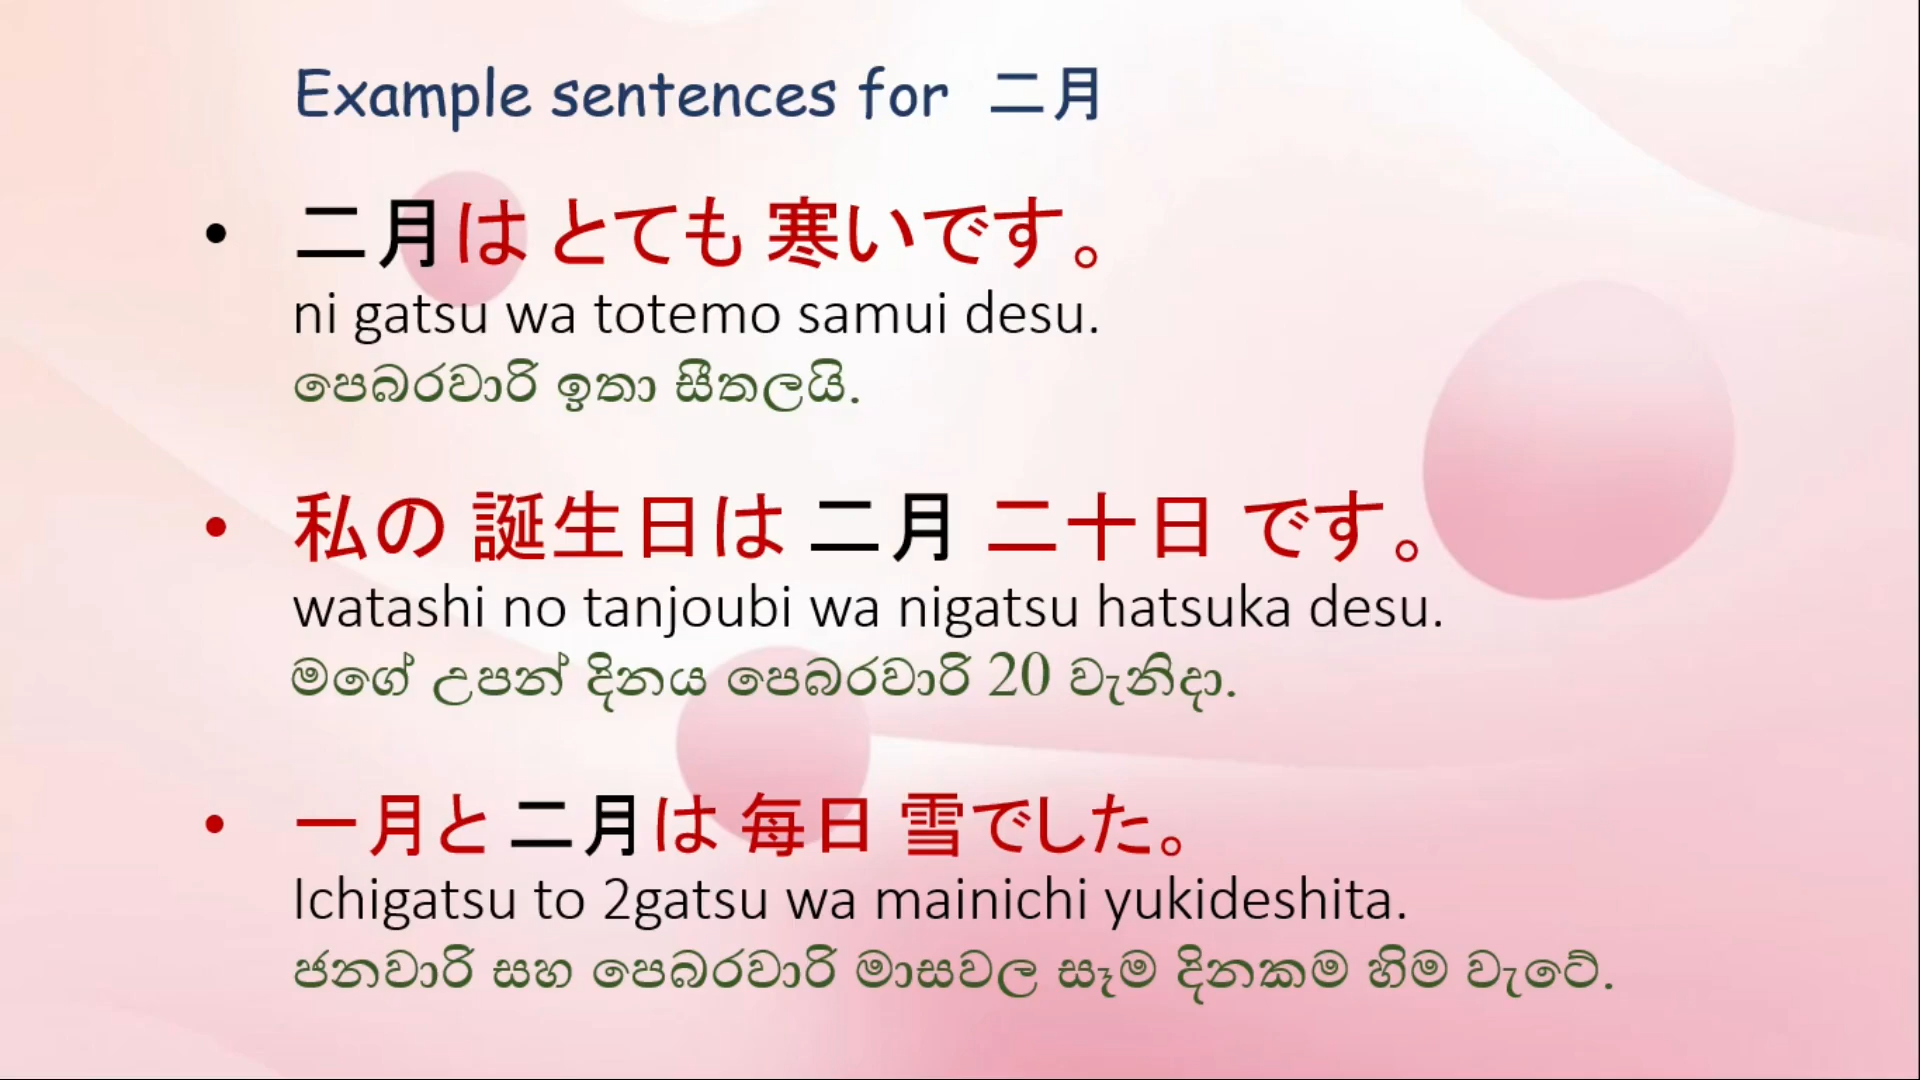 Example sentences for 二月
• 二月は とても 寒いです。
ni gatsu wa totemo samui desu.
පෙබරවාරි ඉතා සීතලයි.
• 私の 誕生日は 二月 二十日 です。
watashi no tanjoubi wa nigatsu hatsuka desu.
මගේ උපන් දිනය පෙබරවාරි 20 වැනිදා.
• 一月と 二月は 毎日 雪でした。
Ichigatsu to 2gatsu wa mainichi yukideshita.
ජනවාරි සහ පෙබරවාරි මාසවල සෑම දිනකම හිම වැටේ.